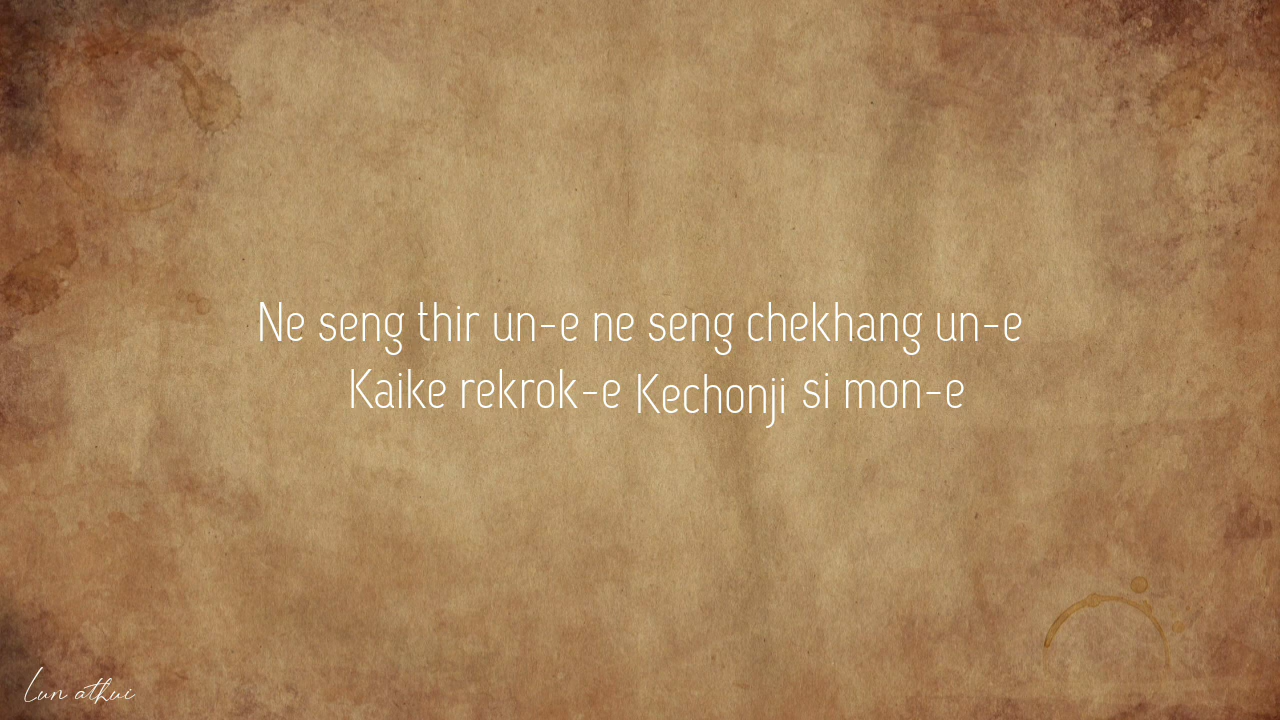 Ne seng thir un-e ne seng chekhang un-e
Kaike rekrok-e Kechonji si mon-e
Lun athui